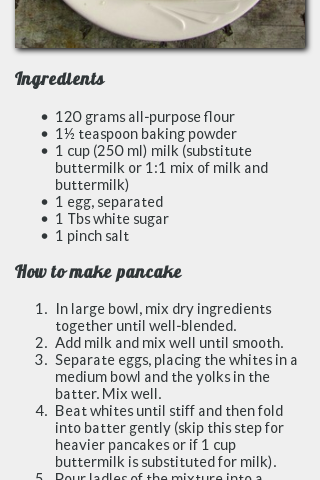 Ingredients
• 120 grams all-purpose flour
• 1½ teaspoon baking powder
• 1 cup (250 ml) milk (substitute
buttermilk or 1:1 mix of milk and
buttermilk)
• 1 egg, separated
• 1 Tbs white sugar
• 1 pinch salt
How to make pancake
1. In large bowl, mix dry ingredients
together until well-blended.
2. Add milk and mix well until smooth.
3. Separate eggs, placing the whites in a
medium bowl and the yolks in the
batter. Mix well.
4. Beat whites until stiff and then fold
into batter gently (skip this step for
heavier pancakes or if 1 cup
buttermilk is substituted for milk).
5. Pour ladles of the mixture into a